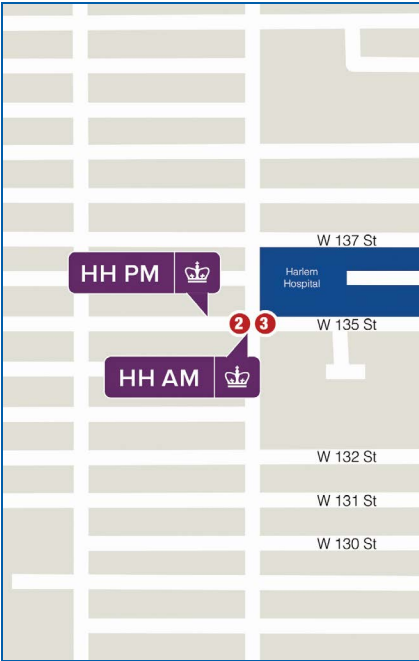 W 137 St
HH PM
Harlem
Hospital
2 3
W 135 St
HH AM
W 132 St
W 131 St
W 130 St